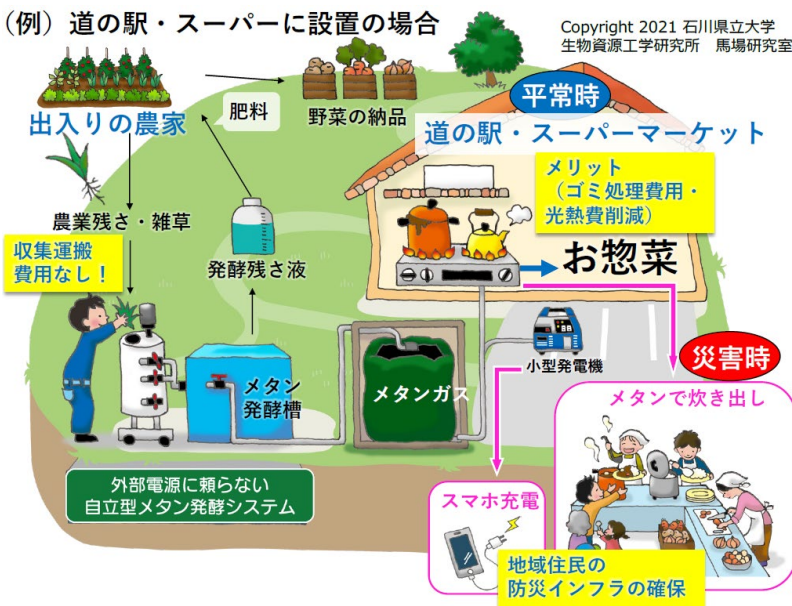 （例）道の駅・スーパーに設置の場合
Copyright 2021 石川県立大学
生物資源工学研究所　馬場研究室
平常時
出入りの農家
肥料
野菜の納品
道の駅・スーパーマーケット
メリット
（ゴミ処理費用・
光熱費削減）
農業残さ・雑草
収集運搬
費用なし！
発酵残さ液
お惣菜
小型発電機
災害時
メタン
発酵槽
メタンガス
メタンで炊き出し
外部電源に頼らない
自立型メタン発酵システム
スマホ充電
地域住民の
防災インフラの確保